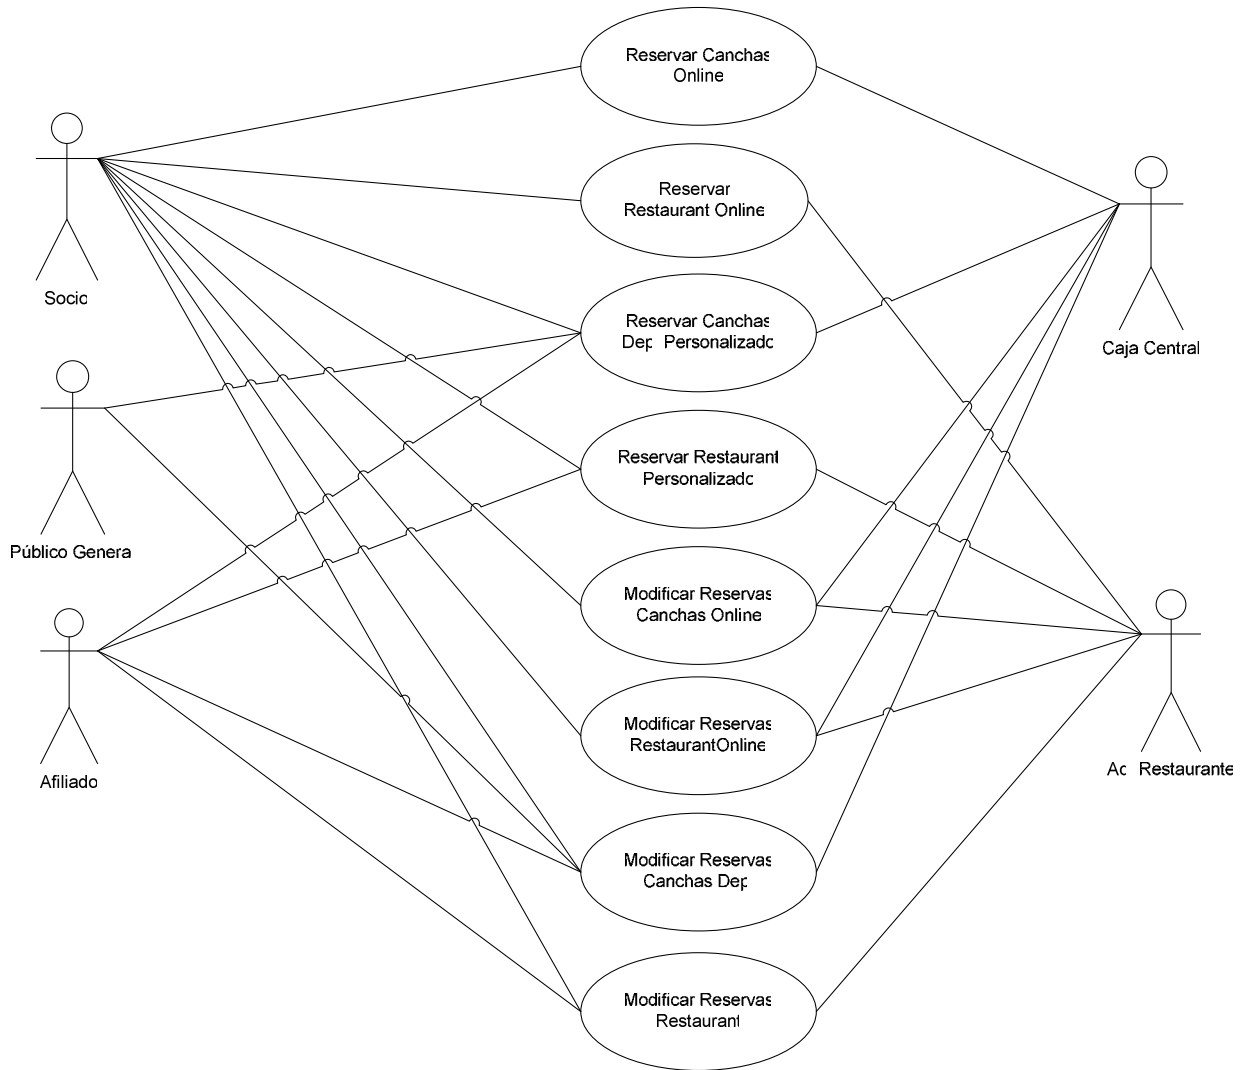 Reservar Canchas
Online
Reservar
Restaurant Online
Socio
Reservar Canchas
Dep Personalizado
Caja Central
Público Genera
Reservar Restaurant
Personalizado
Modificar Reservas
Canchas Online
Afiliado
Modificar Reservas
RestaurantOnline
Ac Restaurante
Modificar Reservas
Canchas Dep
Modificar Reservas
Restaurant